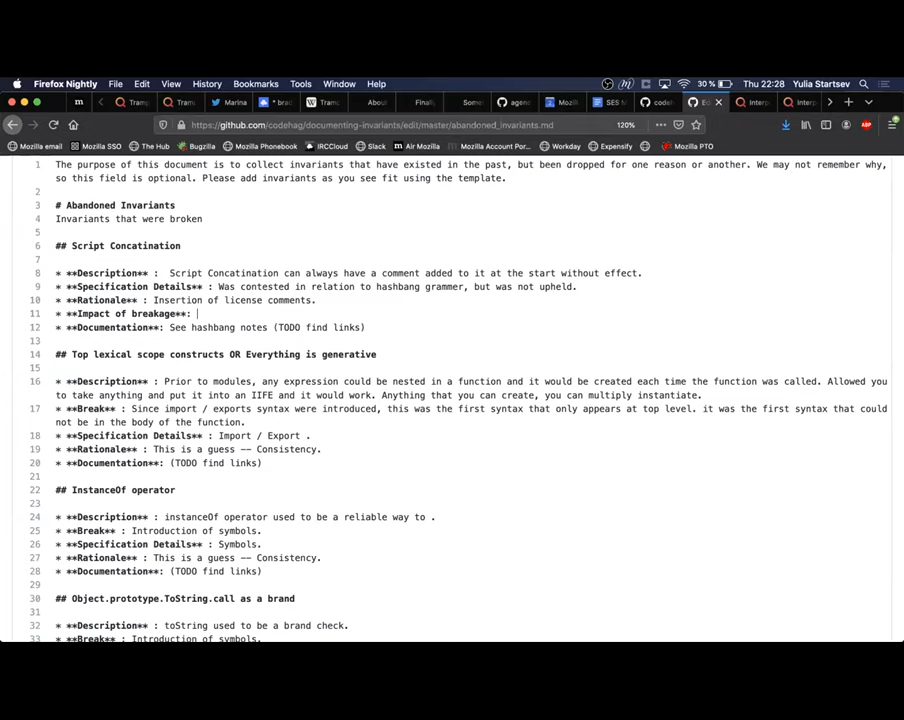 Firefox Nightly File Edit View History Bookmarks Tools Window Help 30 % Thu 22:28 Yulia Startsev
m Tramp Tramp Marina * brad W Tramp About Finally Some agend Mozil SES M codeh Ed Interp Interp
https://github.com/codehag/documenting-invariants/edit/master/abandoned_invariants.md 120%
Mozilla email Mozilla SSO The Hub Bugzilla Mozilla Phonebook IRCCloud Slack Air Mozilla Mozilla Account Por... Workday Expensify Mozilla PTO
1 The purpose of this document is to collect invariants that have existed in the past, but been dropped for one reason or another. We may not remember why,
so this field is optional. Please add invariants as you see fit using the template.
2
3 # Abandoned Invariants
4 Invariants that were broken
5
6 ## Script Concatination
7
8 * **Description** :  Script Concatination can always have a comment added to it at the start without effect.
9 * **Specification Details** : Was contested in relation to hashbang grammer, but was not upheld.
10 * **Rationale** : Insertion of license comments.
11 * **Impact of breakage**:
12 * **Documentation**: See hashbang notes (TODO find links)
13
14 ## Top lexical scope constructs OR Everything is generative
15
16 * **Description** : Prior to modules, any expression could be nested in a function and it would be created each time the function was called. Allowed you
to take anything and put it into an IIFE and it would work. Anything that you can create, you can multiply instantiate.
17 * **Break** : Since import / exports syntax were introduced, this was the first syntax that only appears at top level. it was the first syntax that could
not be in the body of the function.
18 * **Specification Details** : Import / Export .
19 * **Rationale** : This is a guess -- Consistency.
20 * **Documentation**: (TODO find links)
21
22 ## InstanceOf operator
23
24 * **Description** : instanceOf operator used to be a reliable way to .
25 * **Break** : Introduction of symbols.
26 * **Specification Details** : Symbols.
27 * **Rationale** : This is a guess -- Consistency.
28 * **Documentation**: (TODO find links)
29
30 ## Object.prototype.ToString.call as a brand
31
32 * **Description** : toString used to be a brand check.
33 * **Break** : Introduction of symbols.